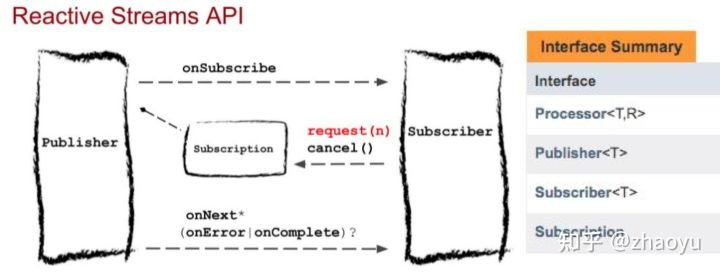 Reactive Streams API
onSubscribe
Publisher
Subscription
request(n)
cancel()
Subscriber
onNext*
(onError|onComplete)?
Interface Summary
Interface
Processor<T,R>
Publisher<T>
Subscriber<T>
Subscription
知乎 @zhaoyu